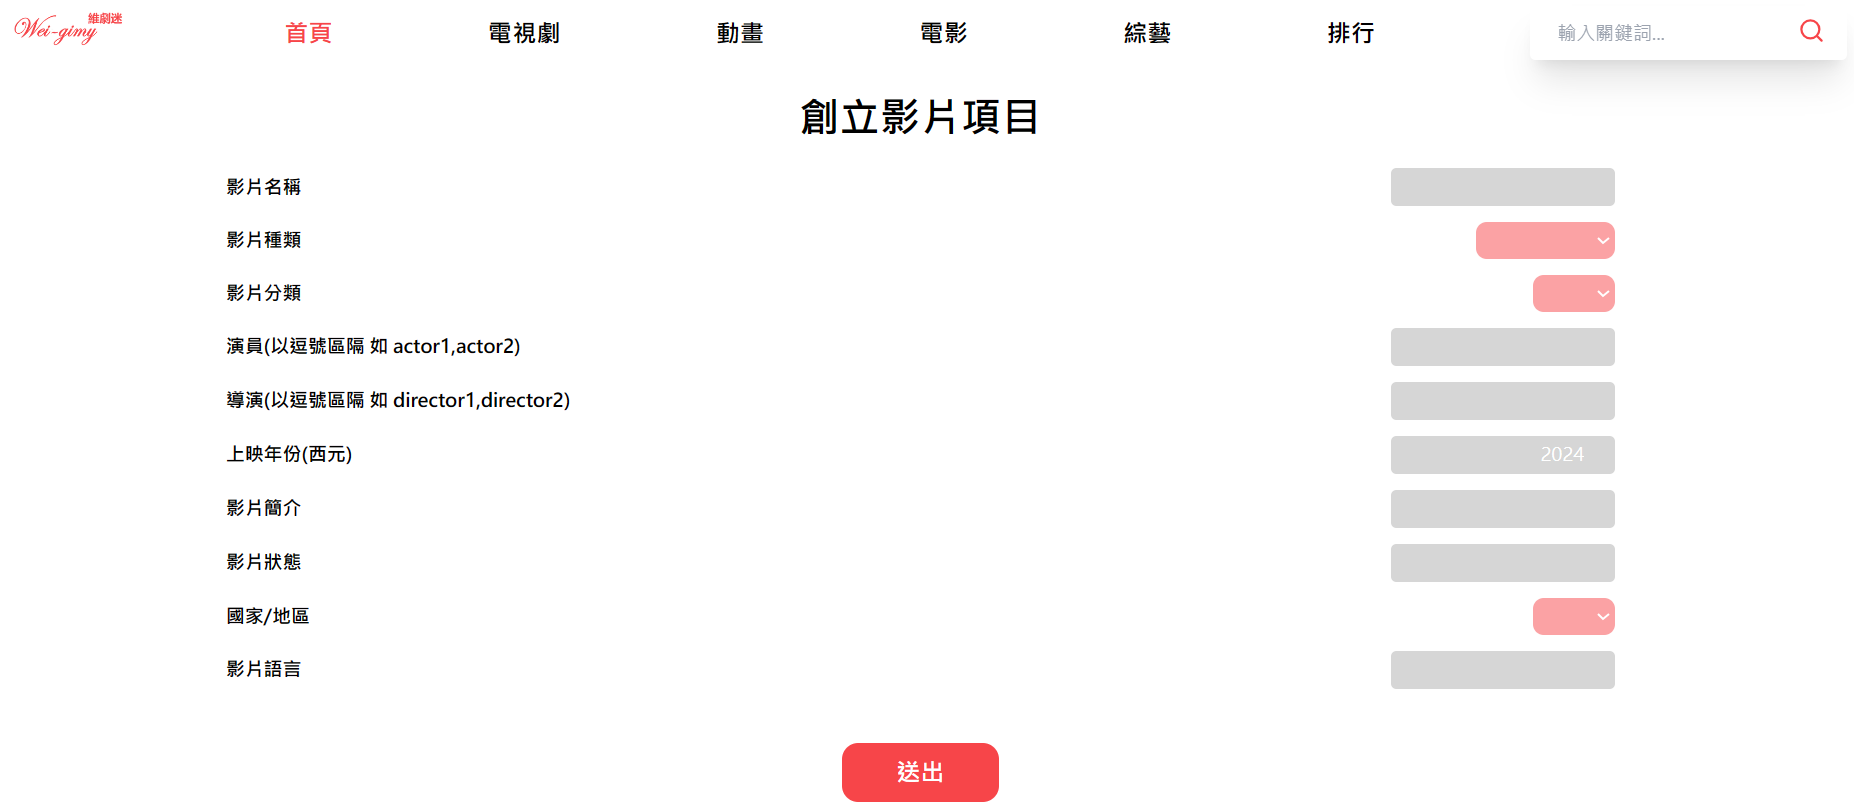 Wei-gimy 維劇迷
首頁 電視劇 動畫 電影 綜藝 排行 輸入關鍵詞...
創立影片項目
影片名稱
影片種類
影片分類
演員(以逗號區隔 如 actor1,actor2)
導演(以逗號區隔 如 director1,director2)
上映年份(西元) 2024
影片簡介
影片狀態
國家/地區
影片語言
送出